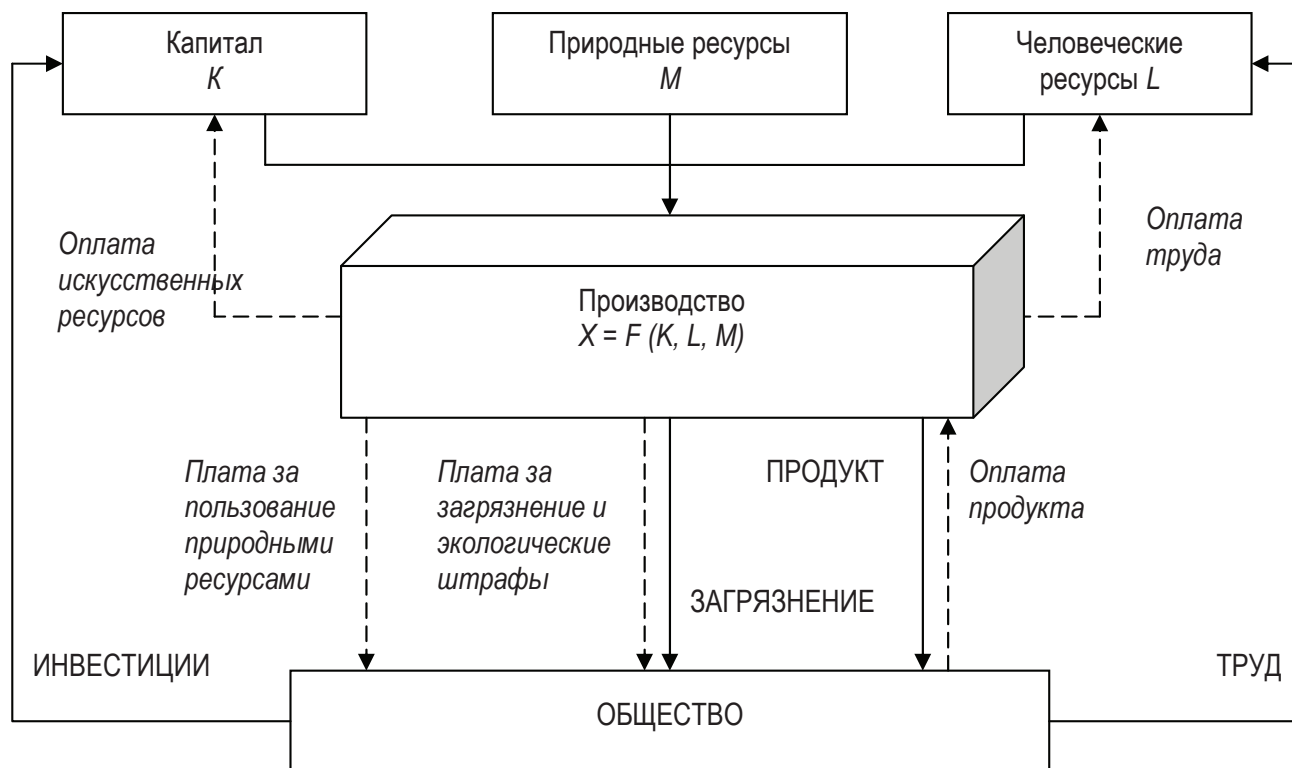 Капитал
К
Природные ресурсы
М
Человеческие
ресурсы L
Оплата
искусственных
ресурсов
Оплата
труда
Производство
X = F (K, L, M)
Плата за
пользование
природными
ресурсами
Плата за
загрязнение и
экологические
штрафы
ПРОДУКТ
Оплата
продукта
ЗАГРЯЗНЕНИЕ
ИНВЕСТИЦИИ
ТРУД
ОБЩЕСТВО